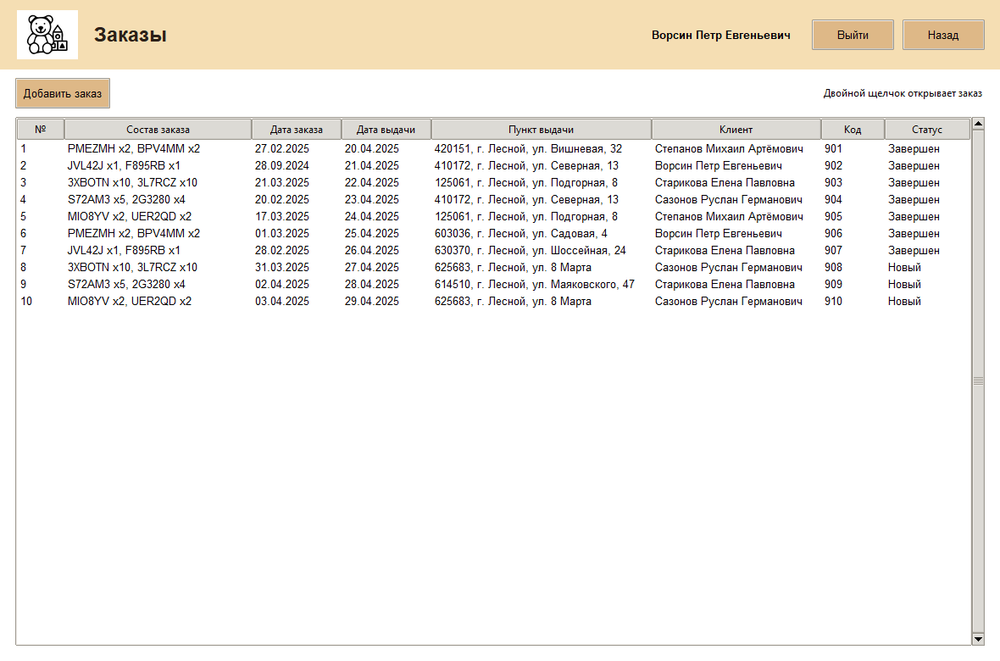 Заказы
Ворсин Петр Евгеньевич Выйти Назад
Добавить заказ Двойной щелчок открывает заказ
№ Состав заказа Дата заказа Дата выдачи Пункт выдачи Клиент Код Статус
1 PMEZMH x2, BPV4MM x2 27.02.2025 20.04.2025 420151, г. Лесной, ул. Вишневая, 32 Степанов Михаил Артёмович 901 Завершен
2 JVL42J x1, F895RB x1 28.09.2024 21.04.2025 410172, г. Лесной, ул. Северная, 13 Ворсин Петр Евгеньевич 902 Завершен
3 3XBOTN x10, 3L7RCZ x10 21.03.2025 22.04.2025 125061, г. Лесной, ул. Подгорная, 8 Старикова Елена Павловна 903 Завершен
4 S72AM3 x5, 2G3280 x4 20.02.2025 23.04.2025 410172, г. Лесной, ул. Северная, 13 Сазонов Руслан Германович 904 Завершен
5 MIO8YV x2, UER2QD x2 17.03.2025 24.04.2025 125061, г. Лесной, ул. Подгорная, 8 Степанов Михаил Артёмович 905 Завершен
6 PMEZMH x2, BPV4MM x2 01.03.2025 25.04.2025 603036, г. Лесной, ул. Садовая, 4 Ворсин Петр Евгеньевич 906 Завершен
7 JVL42J x1, F895RB x1 28.02.2025 26.04.2025 630370, г. Лесной, ул. Шоссейная, 24 Старикова Елена Павловна 907 Завершен
8 3XBOTN x10, 3L7RCZ x10 31.03.2025 27.04.2025 625683, г. Лесной, ул. 8 Марта Сазонов Руслан Германович 908 Новый
9 S72AM3 x5, 2G3280 x4 02.04.2025 28.04.2025 614510, г. Лесной, ул. Маяковского, 47 Старикова Елена Павловна 909 Новый
10 MIO8YV x2, UER2QD x2 03.04.2025 29.04.2025 625683, г. Лесной, ул. 8 Марта Сазонов Руслан Германович 910 Новый